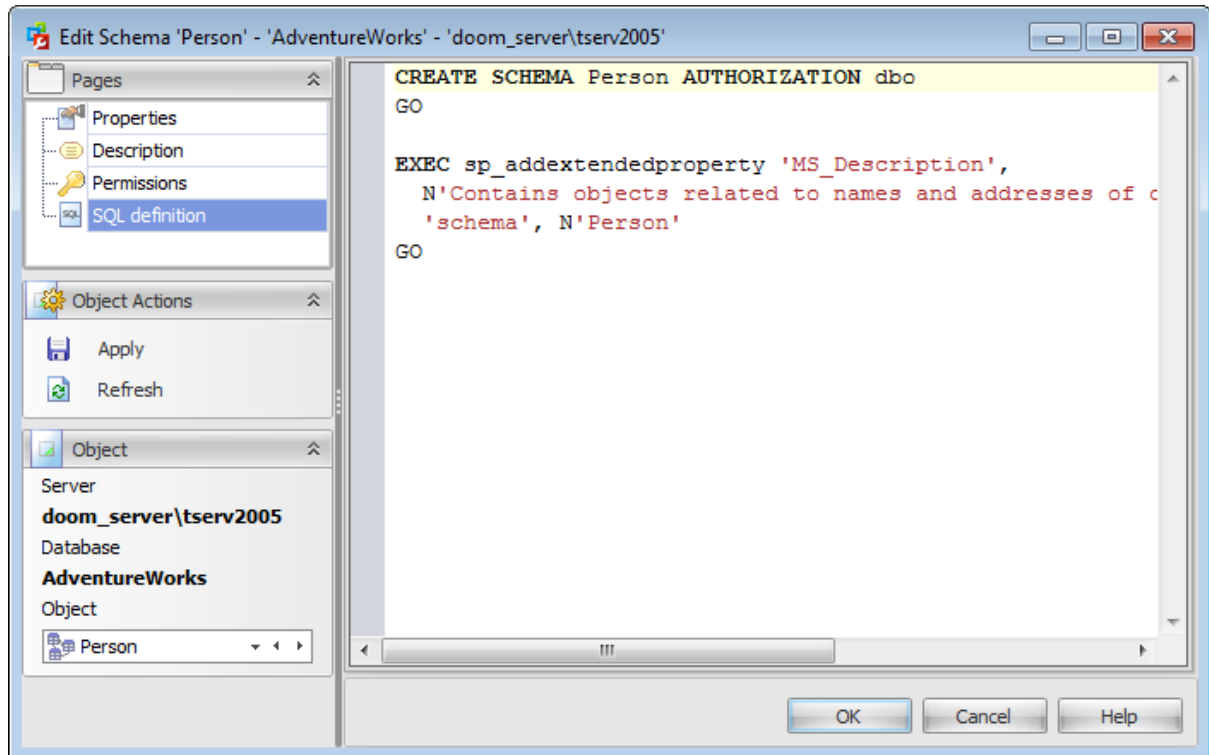 Edit Schema 'Person' - 'AdventureWorks' - 'doom_server\tserv2005'
Pages
Properties
Description
Permissions
SQL definition
Object Actions
Apply
Refresh
Object
Server
doom_server\tserv2005
Database
AdventureWorks
Object
Person
CREATE SCHEMA Person AUTHORIZATION dbo
GO
EXEC sp_addextendedproperty 'MS_Description',
N'Contains objects related to names and addresses of
'schema', N'Person'
GO
OK
Cancel
Help